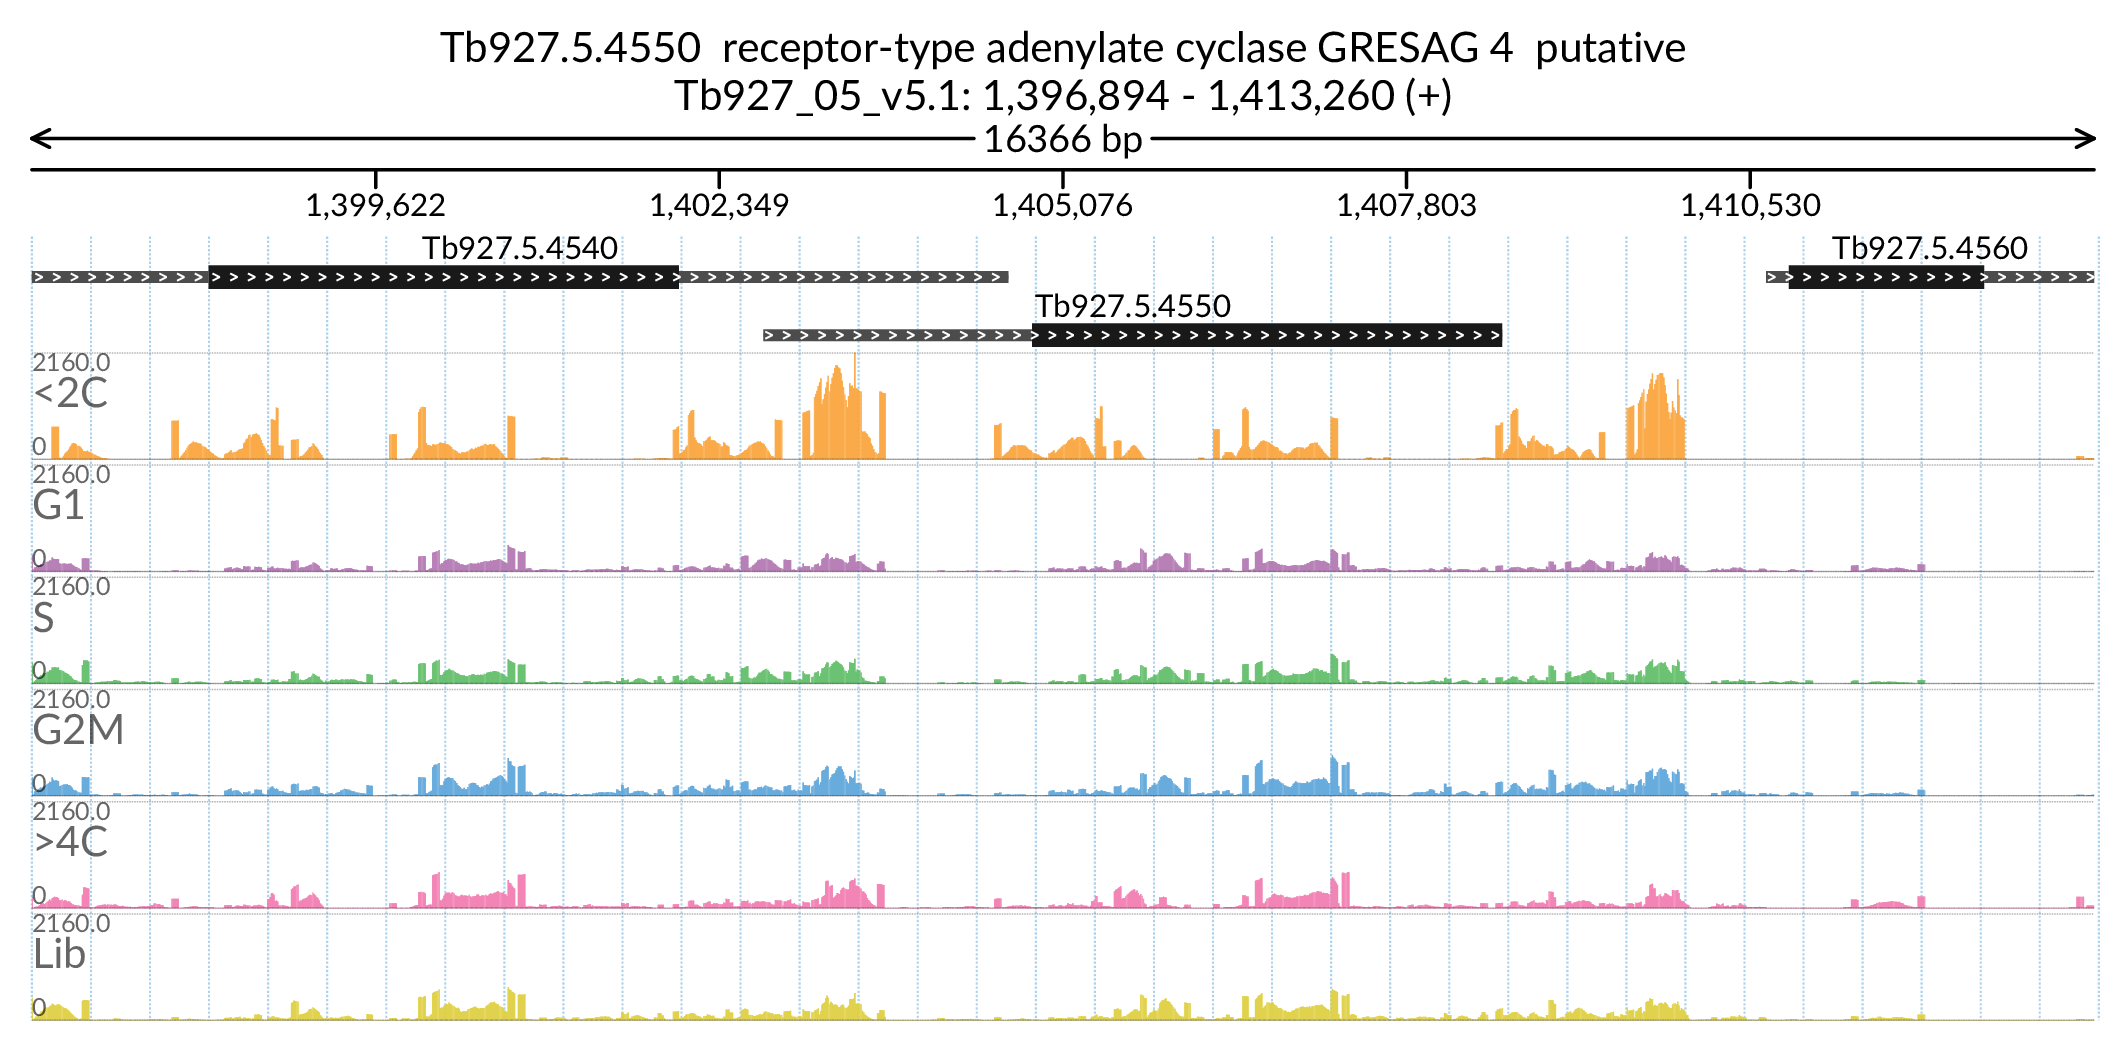 Tb927.5.4550  receptor-type adenylate cyclase GRESAG 4  putative
Tb927_05_v5.1: 1,396,894 - 1,413,260 (+)
16366 bp
1,399,622 1,402,349 1,405,076 1,407,803 1,410,530
Tb927.5.4540 Tb927.5.4560
Tb927.5.4550
2160.0
<2C
0
2160.0
G1
0
2160.0
S
0
2160.0
G2M
0
2160.0
>4C
0
2160.0
Lib
0